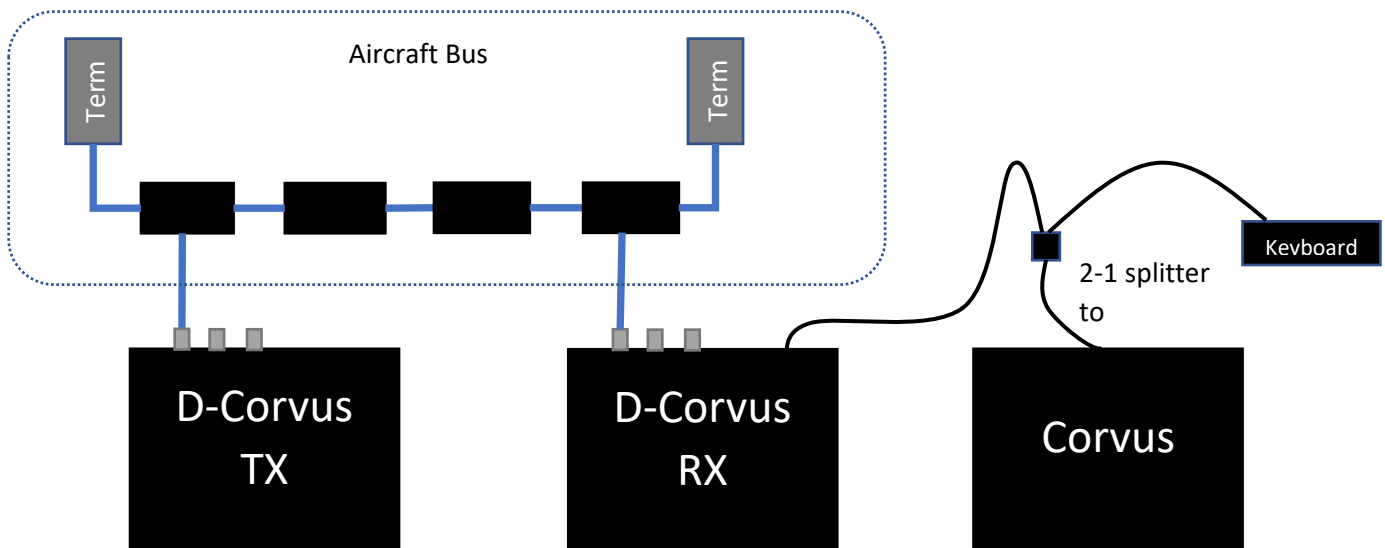 Aircraft Bus
Term
Term
Kevboard
2-1 splitter
to
D-Corvus
TX
D-Corvus
RX
Corvus